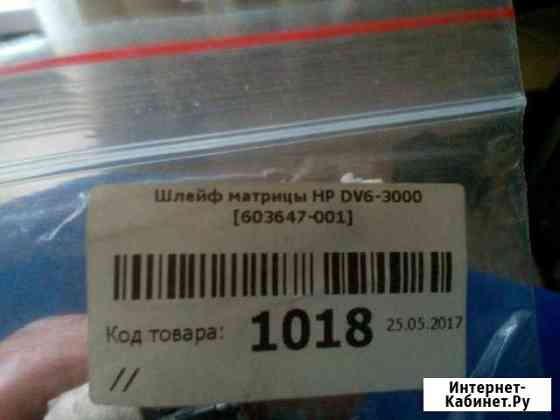 Шлейф матрицы HP DV6-3000
[603647-001]
Код товара: 1018 25.05.2017
//
Интернет-
Кабинет.Ру